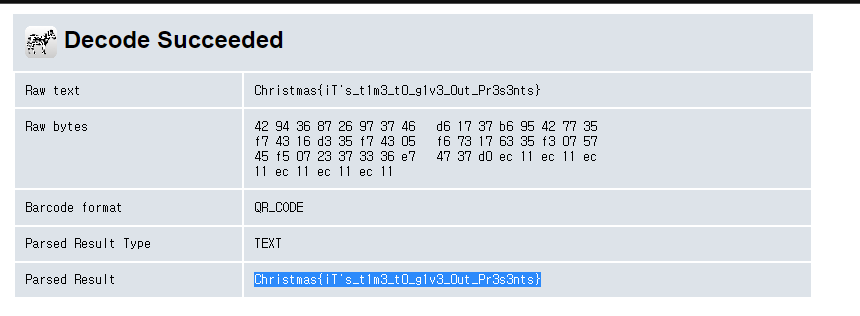 Decode Succeeded
Raw text Christmas{iT's_t1m3_t0_g1v3_0ut_Pr3s3nts}
Raw bytes 42 94 36 87 26 97 37 46 d6 17 37 b6 95 42 77 35
f7 43 16 d3 35 f7 43 05 f6 73 17 63 35 f3 07 57
45 f5 07 23 37 33 36 e7 47 37 d0 ec 11 ec 11 ec
11 ec 11 ec 11 ec 11
Barcode format QR_CODE
Parsed Result Type TEXT
Parsed Result Christmas{iT's_t1m3_t0_g1v3_0ut_Pr3s3nts}